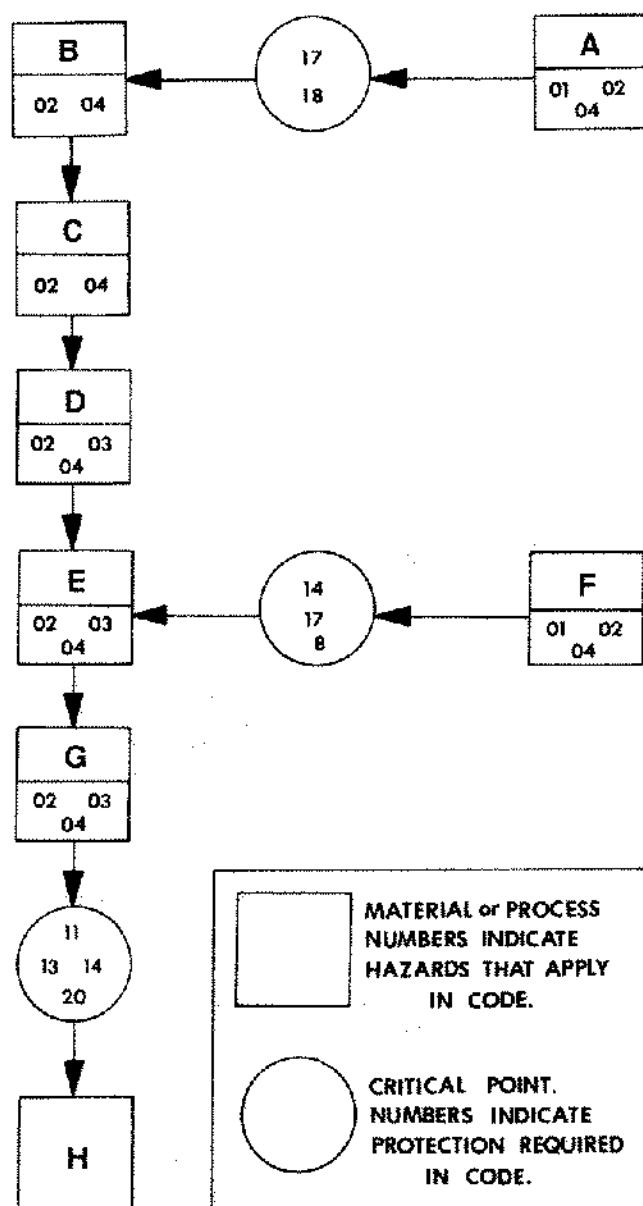 B
02 04
17
18
A
01 02
04
C
02 04
D
02 03
04
E
02 03
04
14
17
8
F
01 02
04
G
02 03
04
11
13 14
20
H
MATERIAL or PROCESS
NUMBERS INDICATE
HAZARDS THAT APPLY
IN CODE.
CRITICAL POINT.
NUMBERS INDICATE
PROTECTION REQUIRED
IN CODE.